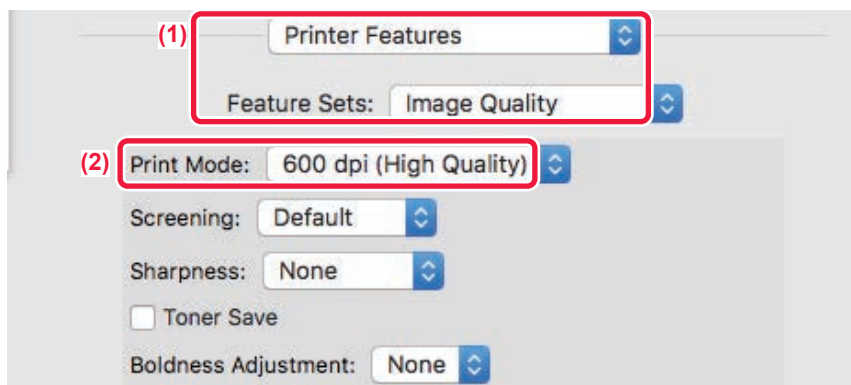 (1) Printer Features
Feature Sets: Image Quality
(2) Print Mode: 600 dpi (High Quality)
Screening: Default
Sharpness: None
Toner Save
Boldness Adjustment: None